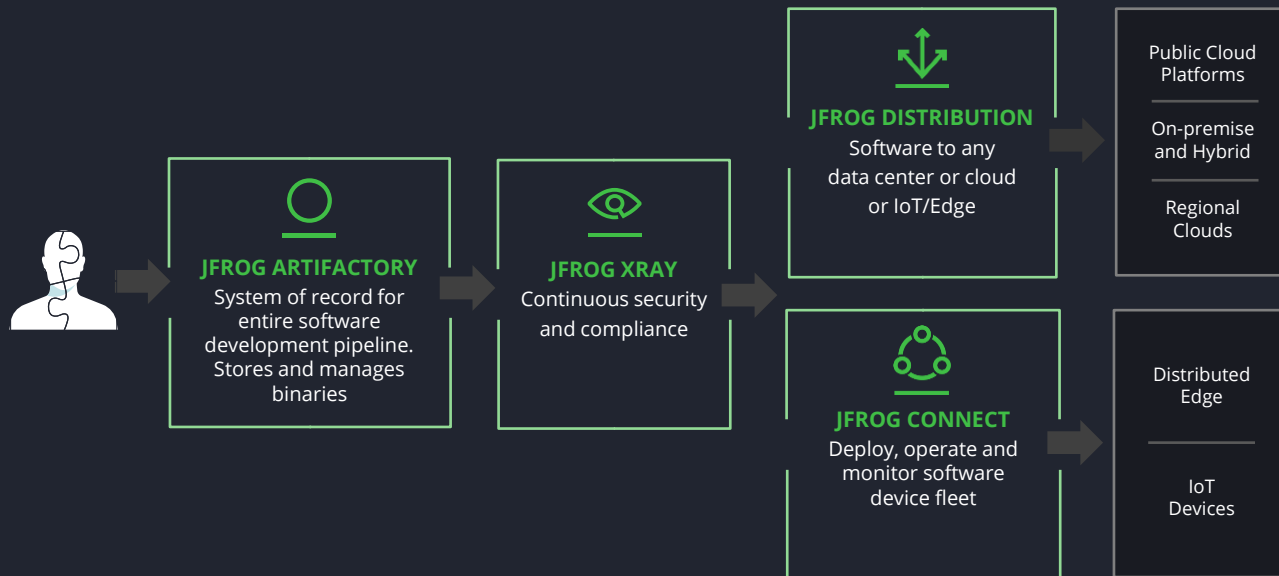 JFROG ARTIFACTORY
System of record for
entire software
development pipeline.
Stores and manages
binaries
JFROG XRAY
Continuous security
and compliance
JFROG DISTRIBUTION
Software to any
data center or cloud
or IoT/Edge
JFROG CONNECT
Deploy, operate and
monitor software
device fleet
Public Cloud
Platforms
On-premise
and Hybrid
Regional
Clouds
Distributed
Edge
IoT
Devices